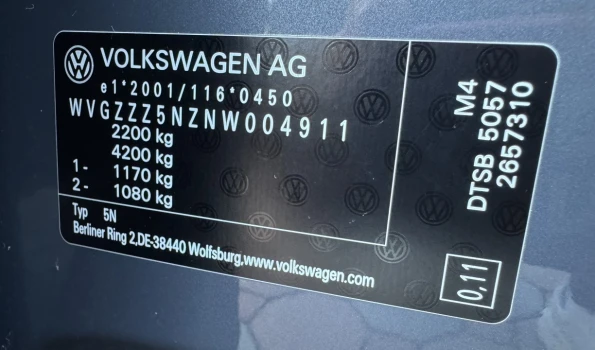 VOLKSWAGEN AG
e1*2001/116*0450
WVGZZZ5NZNW004911
2200 kg
4200 kg
1- 1170 kg
2- 1080 kg
Typ 5N
Berliner Ring 2,DE-38440 Wolfsburg,www.volkswagen.com
M4
DTSB 5057
2657310
0,11